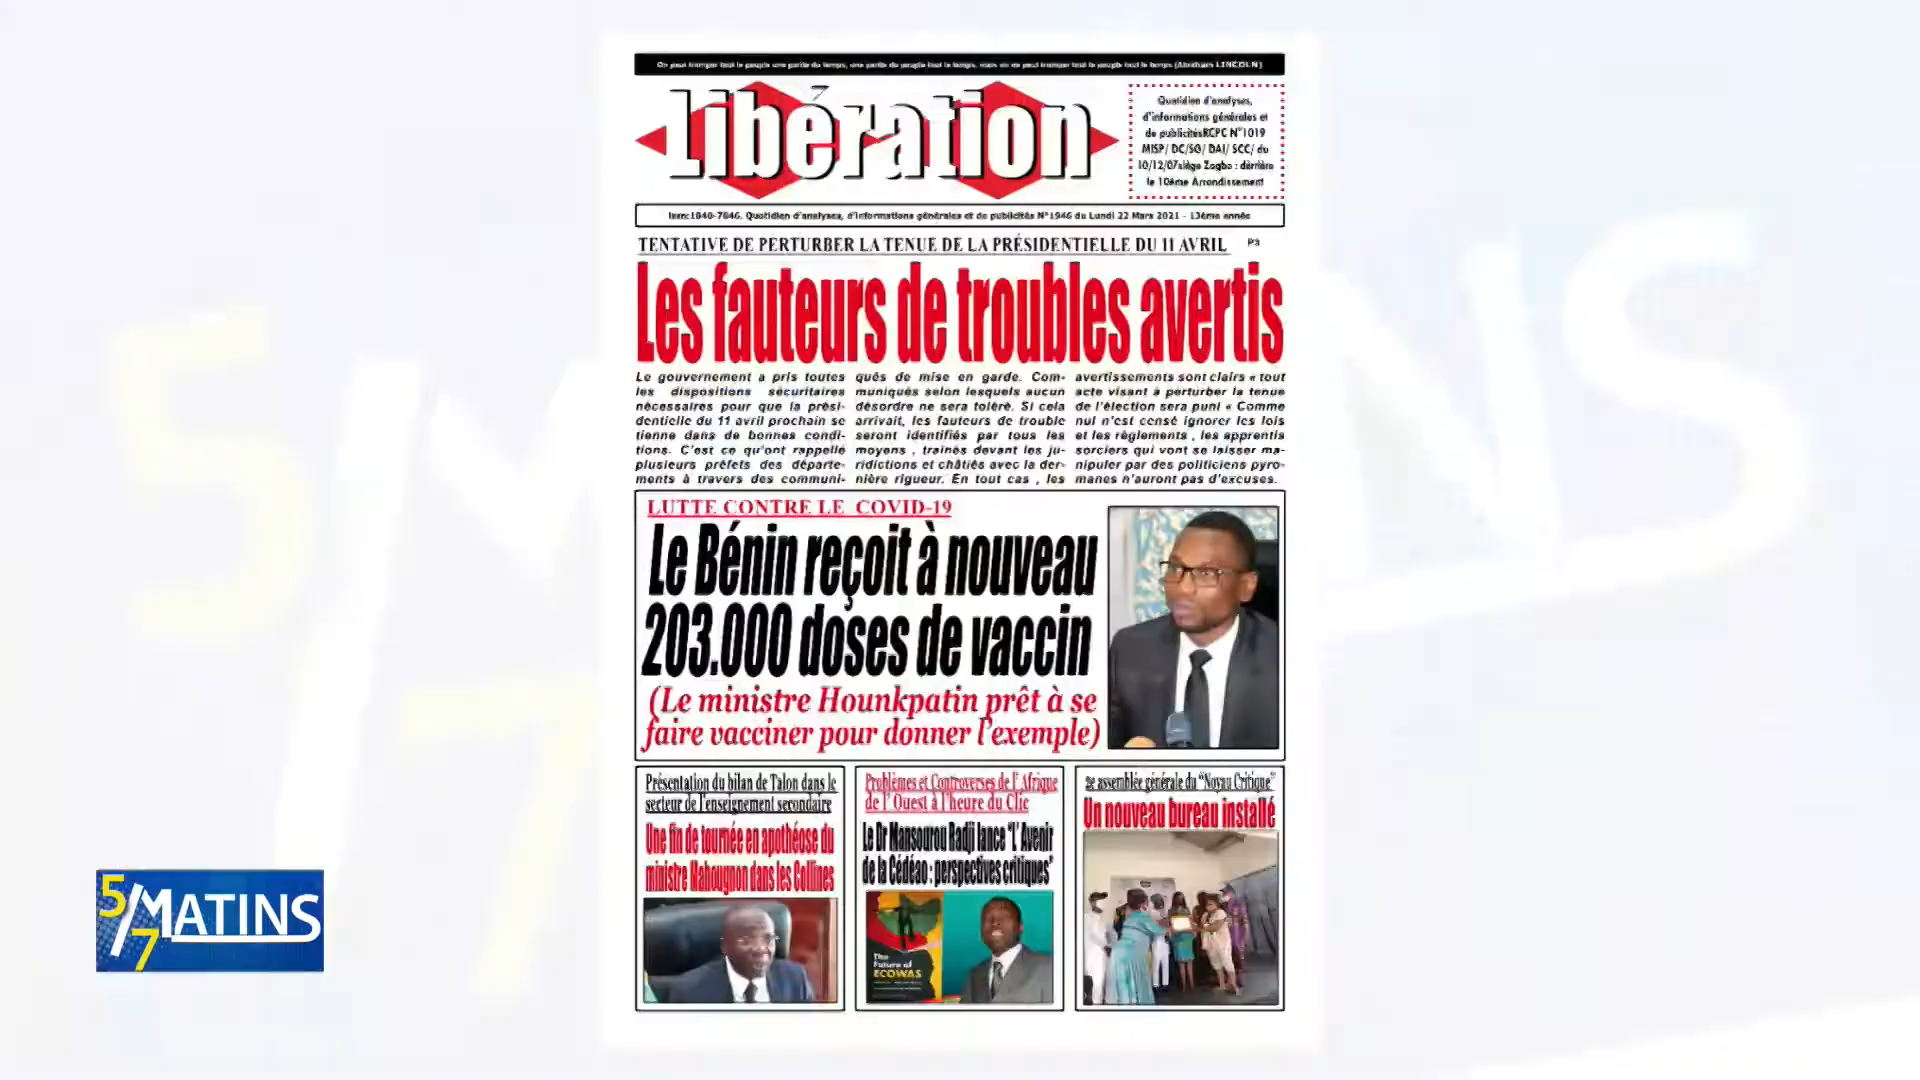 On peut tromper tout le peuple une partie du temps, une partie du peuple tout le temps, mais on ne peut tromper tout le peuple tout le temps (Abraham LINCOLN)
Libération
Quotidien d'analyses,
d'informations générales et
de publicitésRCPC N°1019
MISP/ DC/SG/ DAI/ SCC/ du
10/12/07siège Zogbo : dérrière
le 10ème Arrondissement
Issn:1840-7846. Quotidien d'analyses, d'informations générales et de publicités N°1946 du Lundi 22 Mars 2021 - 13ème année
TENTATIVE DE PERTURBER LA TENUE DE LA PRÉSIDENTIELLE DU 11 AVRIL P3
Les fauteurs de troubles avertis
Le gouvernement a pris toutes
les dispositions sécuritaires
nécessaires pour que la prési-
dentielle du 11 avril prochain se
tienne dans de bonnes condi-
tions. C'est ce qu'ont rappellé
plusieurs préfets des départe-
ments à travers des communi-
qués de mise en garde. Com-
muniqués selon lesquels aucun
désordre ne sera toléré. Si cela
arrivait, les fauteurs de trouble
seront identifiés par tous les
moyens , trainés devant les ju-
ridictions et châtiés avec la der-
nière rigueur. En tout cas , les
avertissements sont clairs « tout
acte visant à perturber la tenue
de l'élection sera puni « Comme
nul n'est censé ignorer les lois
et les règlements , les apprentis
sorciers qui vont se laisser ma-
nipuler par des politiciens pyro-
manes n'auront pas d'excuses.
LUTTE CONTRE LE COVID-19
Le Bénin reçoit à nouveau
203.000 doses de vaccin
(Le ministre Hounkpatin prêt à se
faire vacciner pour donner l'exemple)
Présentation du bilan de Talon dans le
secteur de l'enseignement secondaire
Une fin de tournée en apothéose du
ministre Mahougnon dans les Collines
Problèmes et Controverses de l' Afrique
de l' Ouest à l'heure du Clic
Le Dr Mansourou Radji lance "L' Avenir
de la Cédéao : perspectives critiques"
The
Future of
ECOWAS
2e assemblée générale du "Noyau Critique"
Un nouveau bureau installé
5/7 MATINS